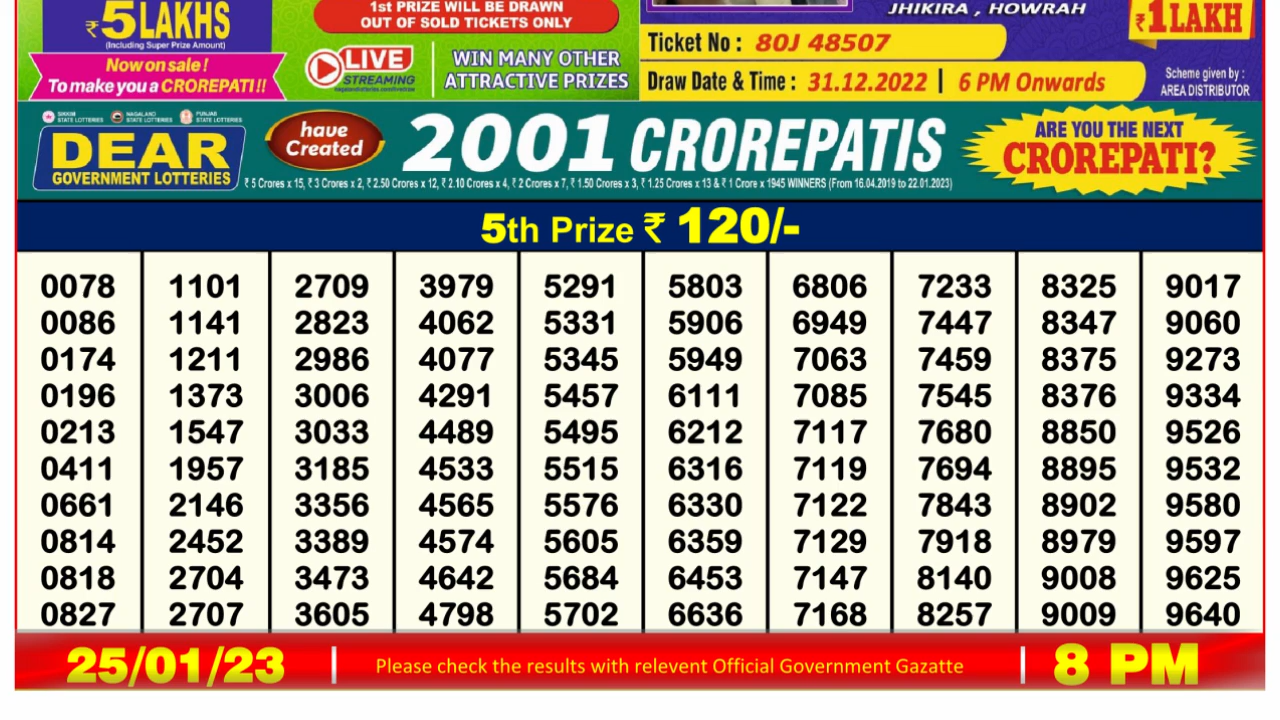 ₹5 LAKHS
(Including Super Prize Amount)
Now on sale!
To make you a CROREPATI!!
1st PRIZE WILL BE DRAWN
OUT OF SOLD TICKETS ONLY
LIVE
STREAMING
WIN MANY OTHER
ATTRACTIVE PRIZES
JHIKIRA , HOWRAH
Ticket No : 80J 48507
Draw Date & Time : 31.12.2022 | 6 PM Onwards
₹1 LAKH
Scheme given by :
AREA DISTRIBUTOR
SIKKIM STATE LOTTERIES NAGALAND STATE LOTTERIES PUNJAB STATE LOTTERIES
DEAR
GOVERNMENT LOTTERIES
have
Created
2001 CROREPATIS
₹ 5 Crores x 15, ₹ 3 Crores x 2, ₹ 2.50 Crores x 12, ₹ 2.10 Crores x 4, ₹ 2 Crores x 7, ₹ 1.50 Crores x 3, ₹ 1.25 Crores x 13 & ₹ 1 Crore x 1945 WINNERS (From 16.04.2019 to 22.01.2023)
ARE YOU THE NEXT
CROREPATI?
5th Prize ₹ 120/-
0078 1101 2709 3979 5291 5803 6806 7233 8325 9017
0086 1141 2823 4062 5331 5906 6949 7447 8347 9060
0174 1211 2986 4077 5345 5949 7063 7459 8375 9273
0196 1373 3006 4291 5457 6111 7085 7545 8376 9334
0213 1547 3033 4489 5495 6212 7117 7680 8850 9526
0411 1957 3185 4533 5515 6316 7119 7694 8895 9532
0661 2146 3356 4565 5576 6330 7122 7843 8902 9580
0814 2452 3389 4574 5605 6359 7129 7918 8979 9597
0818 2704 3473 4642 5684 6453 7147 8140 9008 9625
0827 2707 3605 4798 5702 6636 7168 8257 9009 9640
25/01/23 | Please check the results with relevent Official Government Gazatte | 8 PM